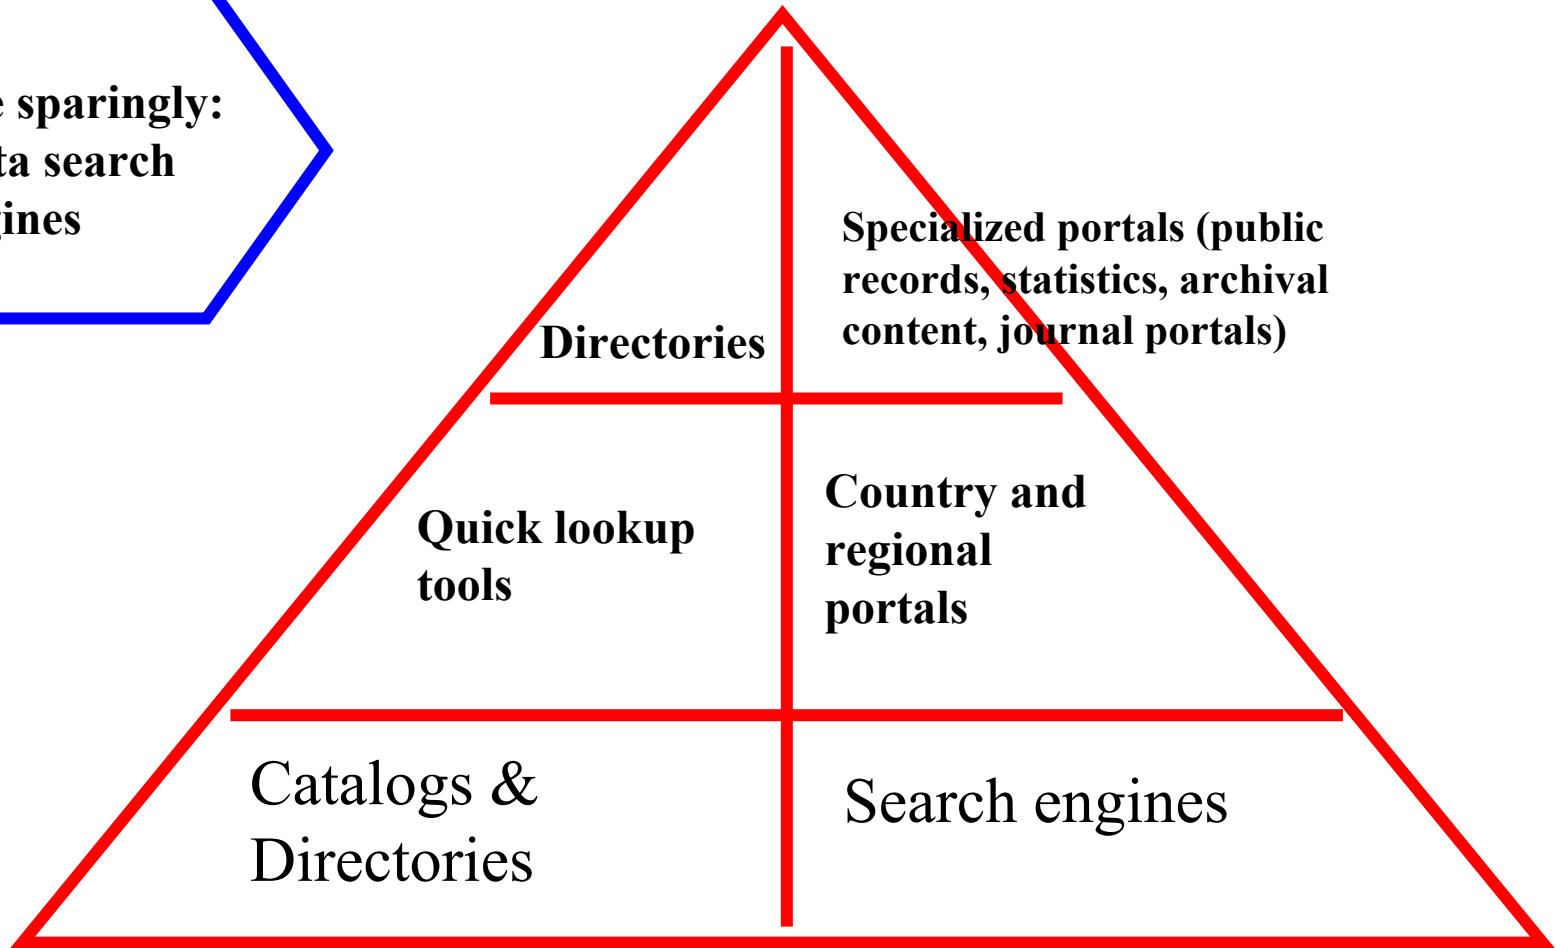 sparingly:
search
Specialized portals (public
records, statistics, archival
content, journal portals)
Directories
Quick lookup
tools
Country and
regional
portals
Catalogs &
Directories
Search engines